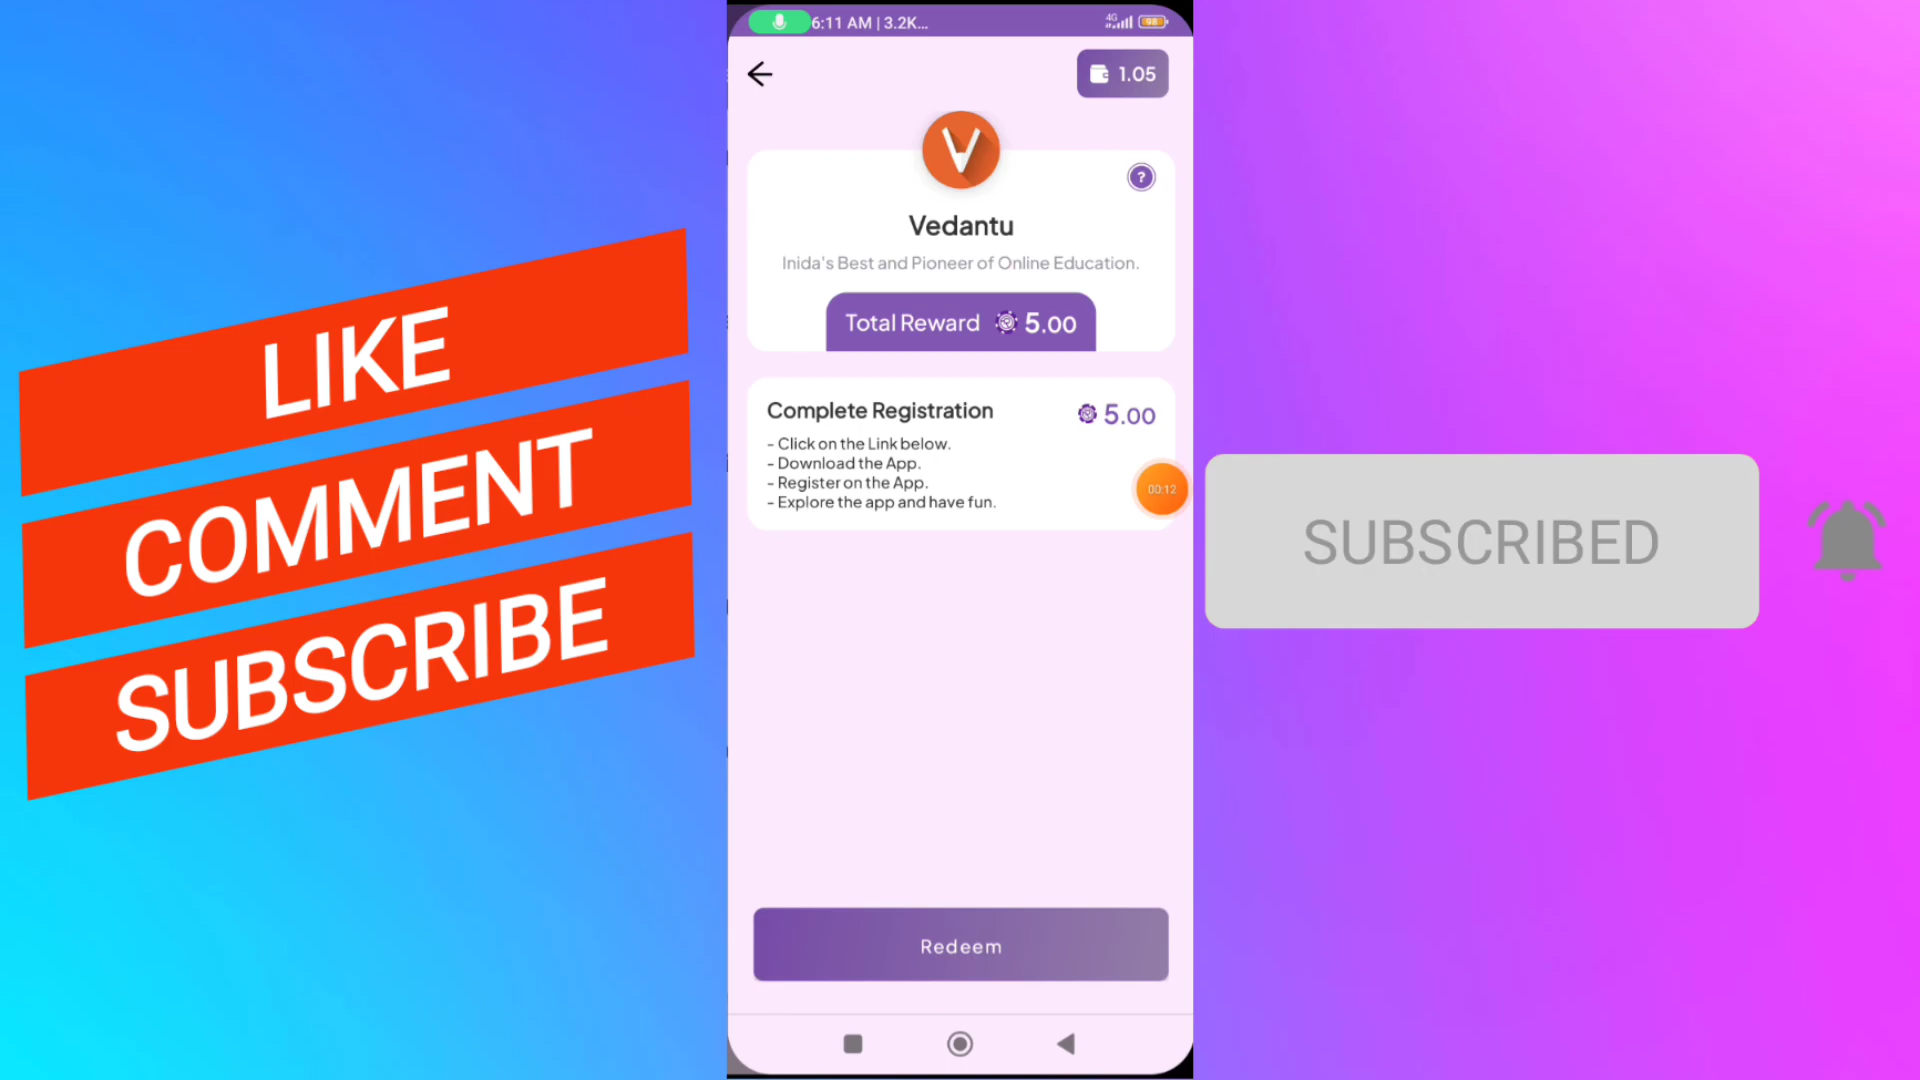 6:11 AM | 3.2K...
4G
98
1.05
?
Vedantu
Inida's Best and Pioneer of Online Education.
Total Reward 5.00
Complete Registration 5.00
- Click on the Link below.
- Download the App.
- Register on the App.
- Explore the app and have fun.
00:12
Redeem
LIKE
COMMENT
SUBSCRIBE
SUBSCRIBED